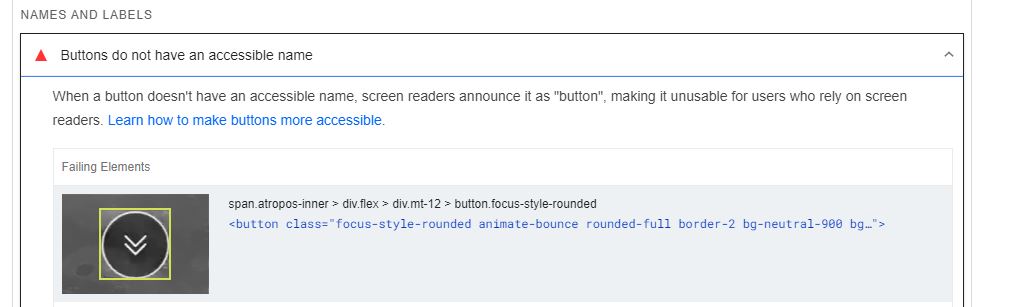 NAMES AND LABELS
Buttons do not have an accessible name
When a button doesn't have an accessible name, screen readers announce it as "button", making it unusable for users who rely on screen
readers. Learn how to make buttons more accessible.
Failing Elements
span.atropos-inner > div.flex > div.mt-12 > button.focus-style-rounded
<button class="focus-style-rounded animate-bounce rounded-full border-2 bg-neutral-900 bg…">